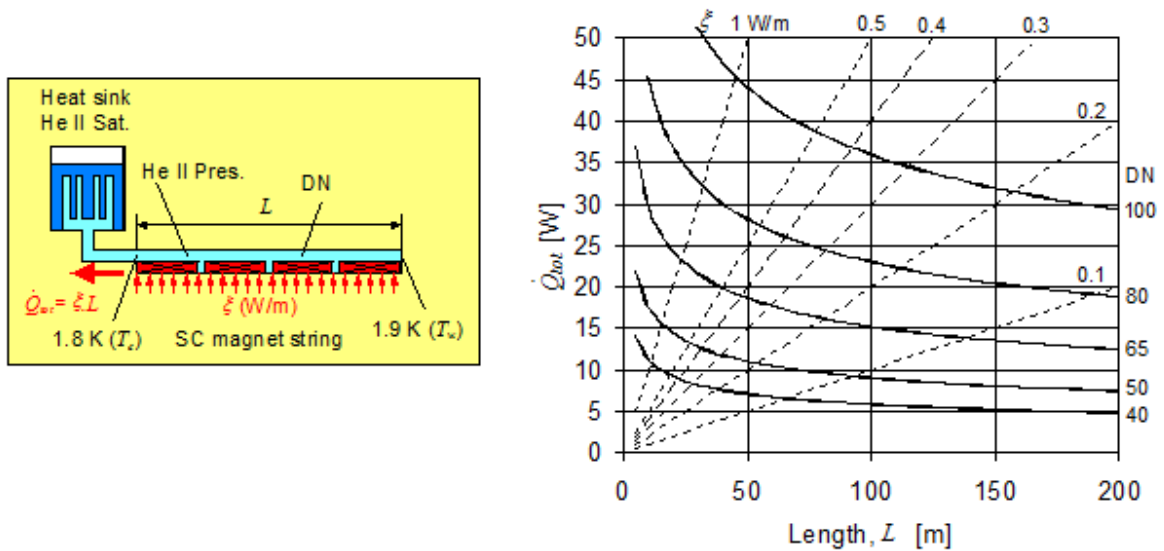 Heat sink
He II Sat.
He II Pres.
DN
L
Q̇tot = ξ.L
ξ (W/m)
1.8 K (Tc)
SC magnet string
1.9 K (Tw)
ξ 1 W/m 0.5 0.4 0.3
0.2
0.1
50
45
40
35
30
25
20
15
10
5
0
Q̇tot [W]
DN
100
80
65
50
40
0 50 100 150 200
Length, L [m]